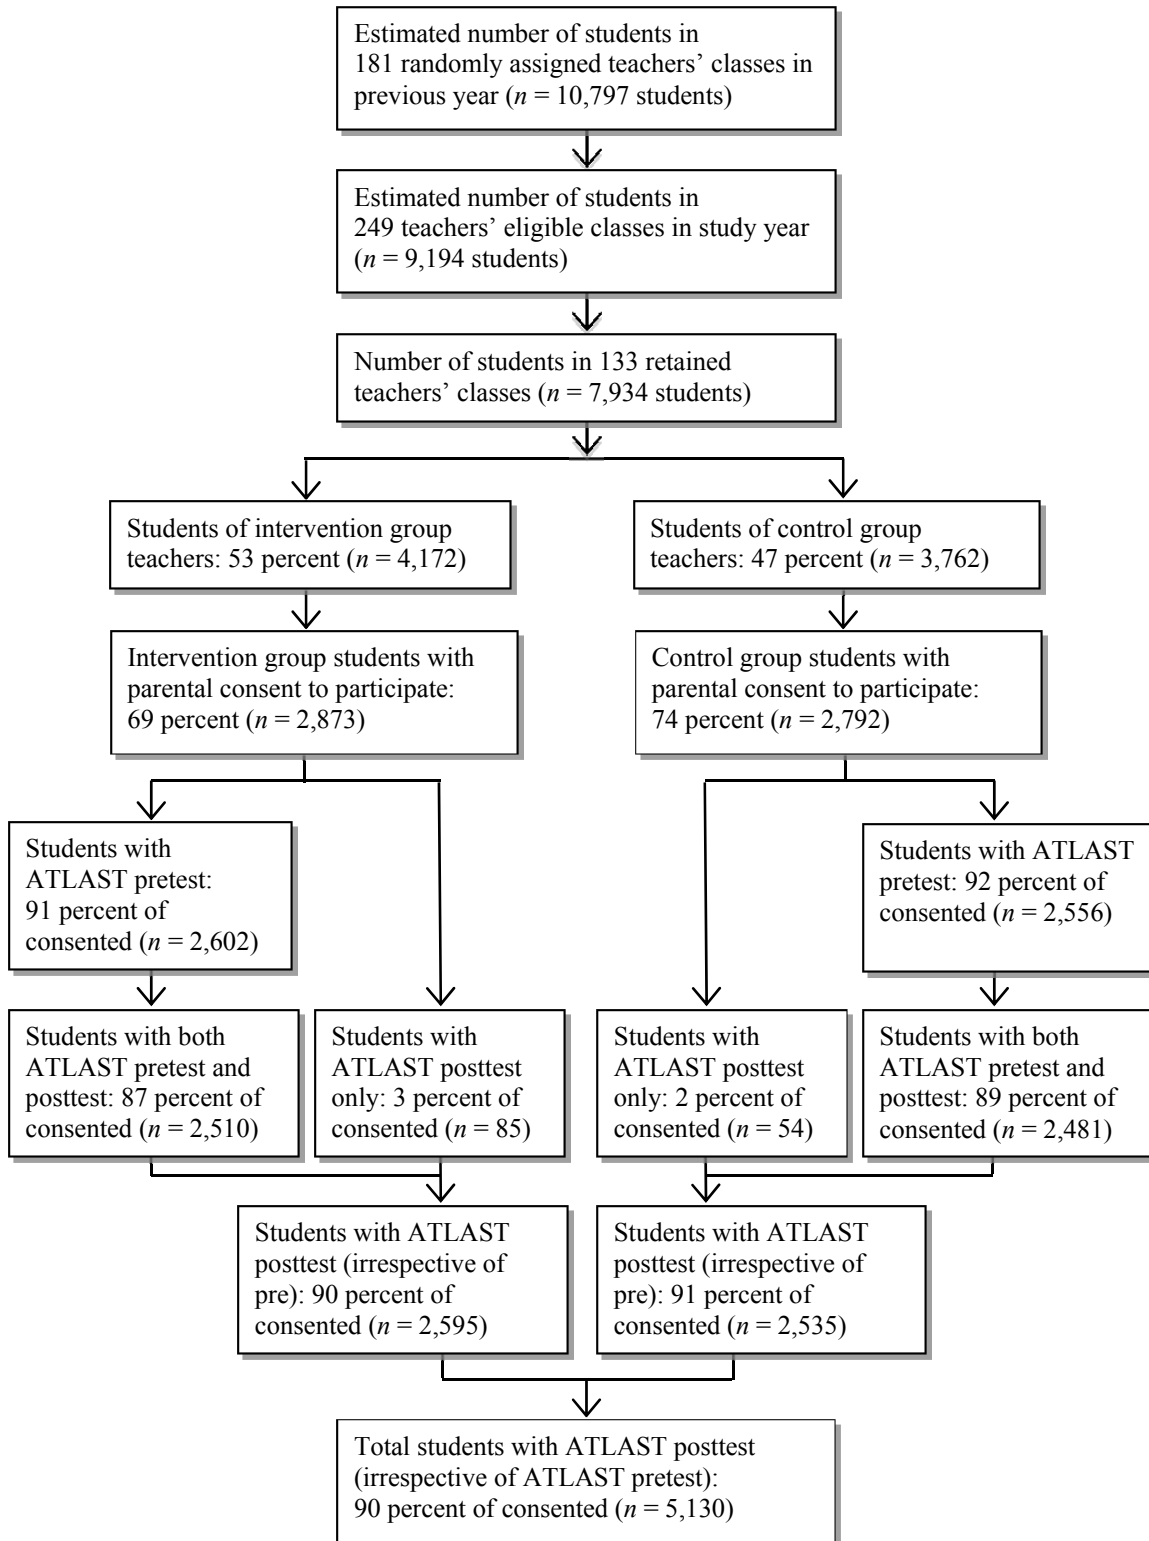 Estimated number of students in
181 randomly assigned teachers’ classes in
previous year (n = 10,797 students)
Estimated number of students in
249 teachers’ eligible classes in study year
(n = 9,194 students)
Number of students in 133 retained
teachers’ classes (n = 7,934 students)
Students of intervention group
teachers: 53 percent (n = 4,172)
Students of control group
teachers: 47 percent (n = 3,762)
Intervention group students with
parental consent to participate:
69 percent (n = 2,873)
Control group students with
parental consent to participate:
74 percent (n = 2,792)
Students with
ATLAST pretest:
91 percent of
consented (n = 2,602)
Students with ATLAST
pretest: 92 percent of
consented (n = 2,556)
Students with both
ATLAST pretest and
posttest: 87 percent of
consented (n = 2,510)
Students with
ATLAST posttest
only: 3 percent of
consented (n = 85)
Students with
ATLAST posttest
only: 2 percent of
consented (n = 54)
Students with both
ATLAST pretest and
posttest: 89 percent of
consented (n = 2,481)
Students with ATLAST
posttest (irrespective of
pre): 90 percent of
consented (n = 2,595)
Students with ATLAST
posttest (irrespective of
pre): 91 percent of
consented (n = 2,535)
Total students with ATLAST posttest
(irrespective of ATLAST pretest):
90 percent of consented (n = 5,130)